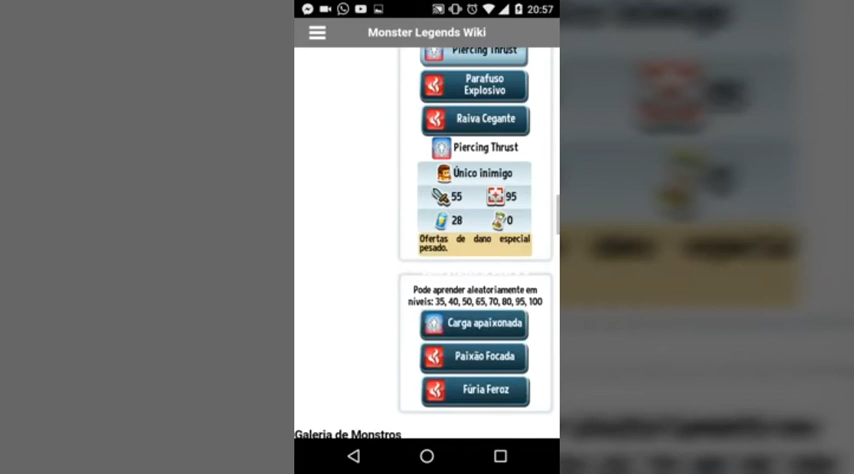 20:57
Monster Legends Wiki
Piercing Thrust
Parafuso
Explosivo
Raiva Cegante
Piercing Thrust
Único inimigo
55 95
28 0
Ofertas de dano especial
pesado.
Pode aprender aleatoriamente em
níveis: 35, 40, 50, 65, 70, 80, 95, 100
Carga apaixonada
Paixão Focada
Fúria Feroz
Galeria de Monstros